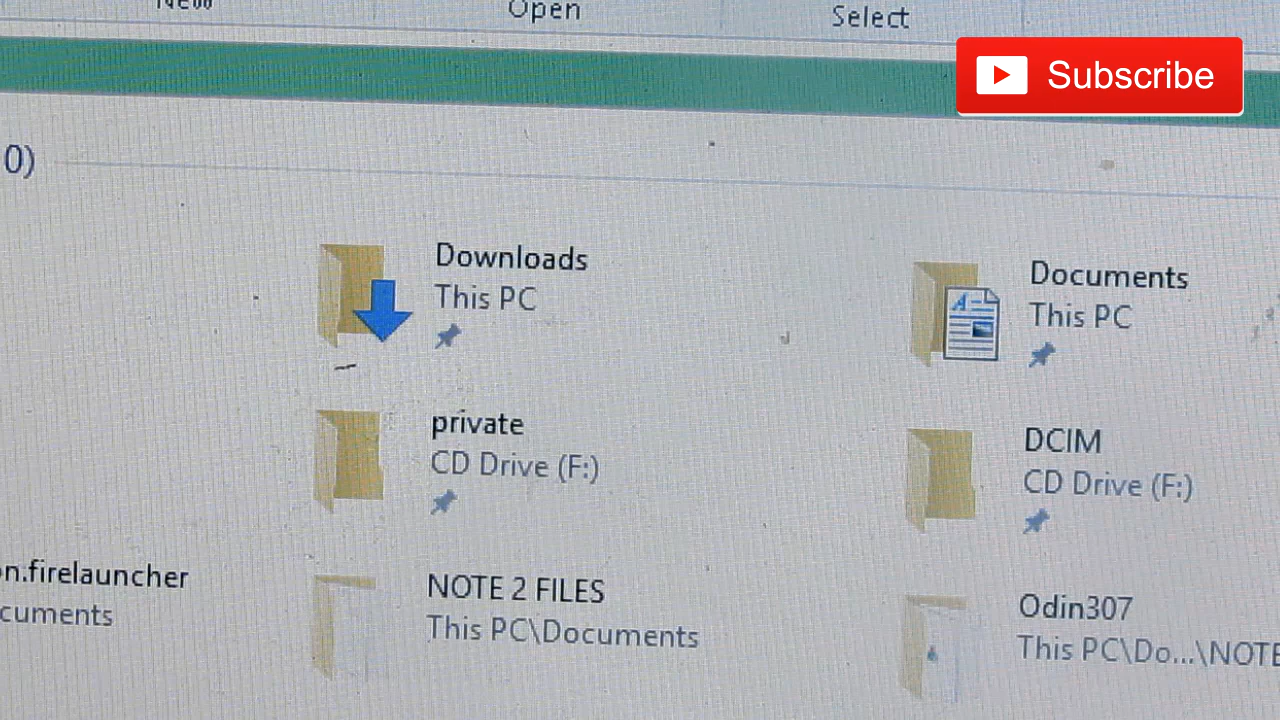 New
Open
Select
Subscribe
0)
Downloads
This PC
Documents
This PC
private
CD Drive (F:)
DCIM
CD Drive (F:)
n.firelauncher
cuments
NOTE 2 FILES
This PC\Documents
Odin307
This PC\Do...\NOTE